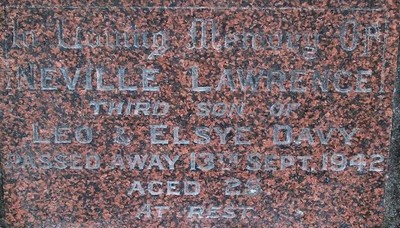 In Loving Memory Of
NEVILLE LAWRENCE
THIRD SON OF
LEO & ELSYE DAVY
PASSED AWAY 13TH SEPT. 1942
AGED
AT REST.